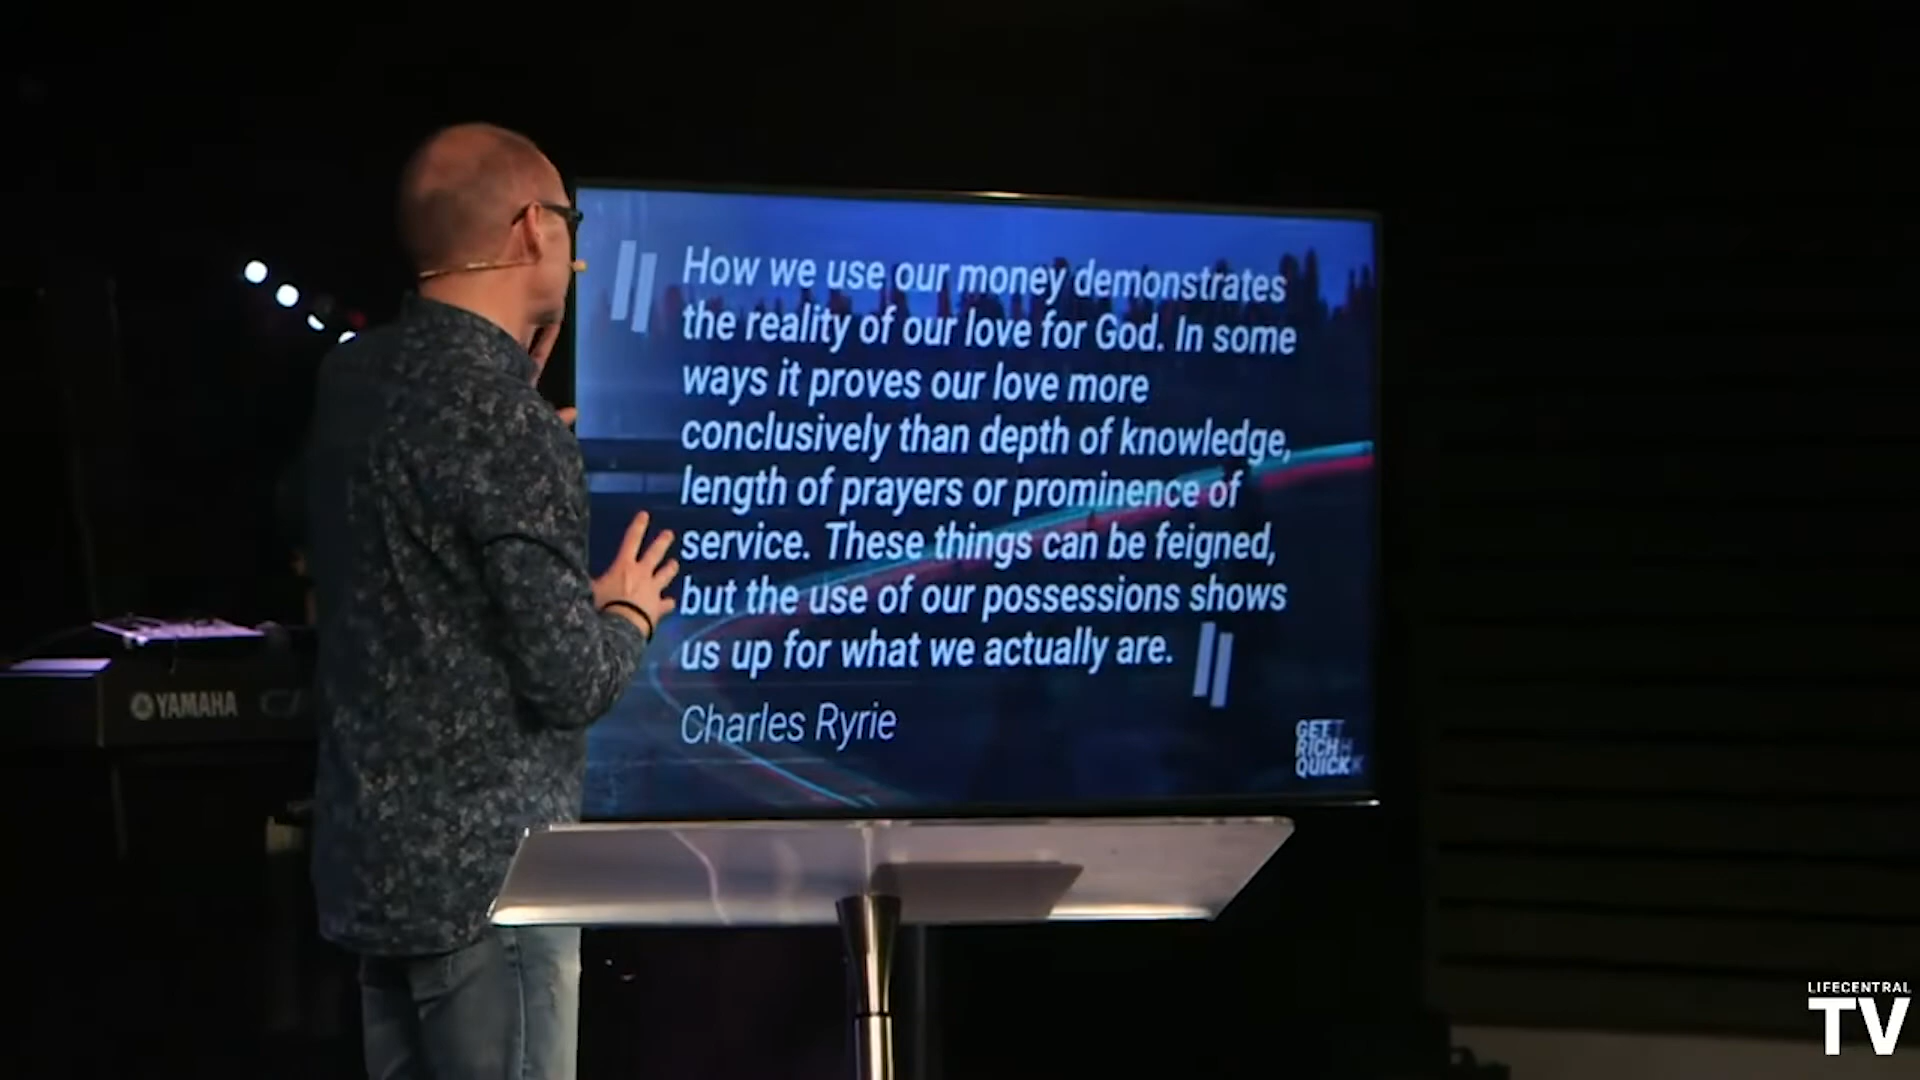 How we use our money demonstrates
the reality of our love for God. In some
ways it proves our love more
conclusively than depth of knowledge,
length of prayers or prominence of
service. These things can be feigned,
but the use of our possessions shows
us up for what we actually are.
Charles Ryrie
GET
RICH
QUICK
YAMAHA
LIFECENTRAL
TV